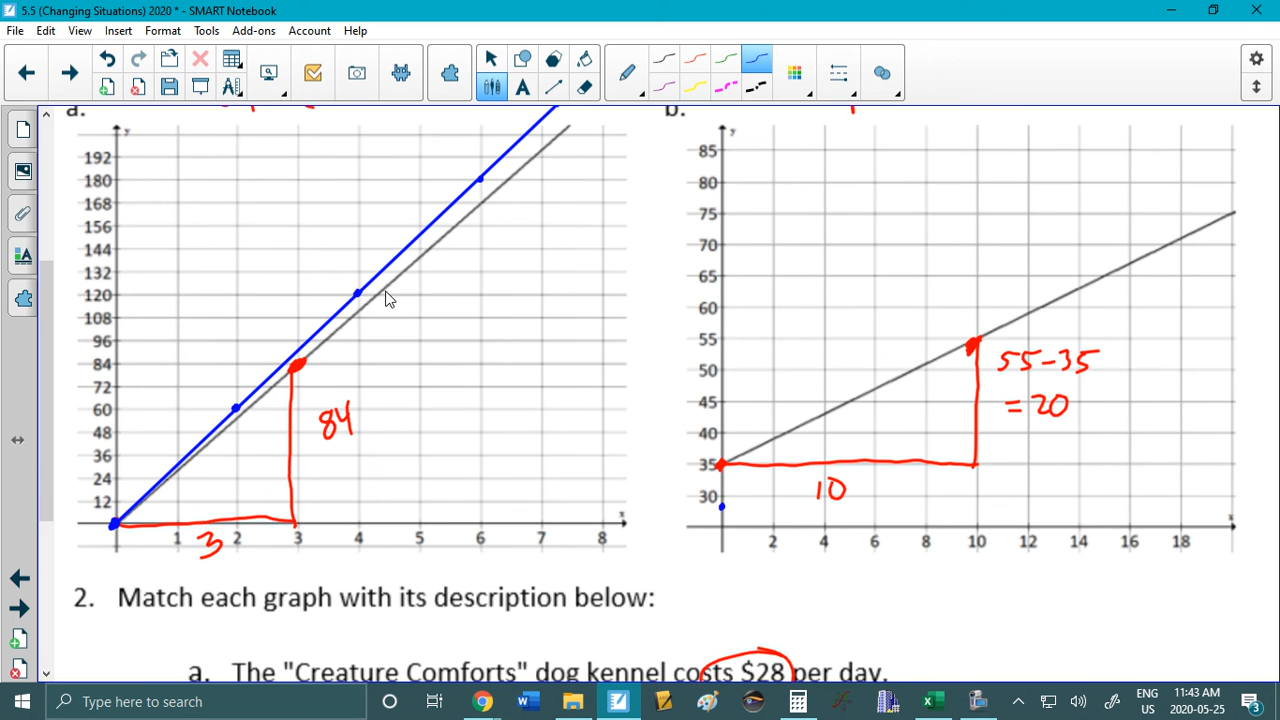 5.5 (Changing Situations) 2020 * - SMART Notebook
File Edit View Insert Format Tools Add-ons Account Help
a.
y
192
180
168
156
144
132
120
108
96
84
72
60
48
36
24
12
1 2 3 4 5 6 7 8
x
84
3
b.
y
85
80
75
70
65
60
55
50
45
40
35
30
2 4 6 8 10 12 14 16 18
x
55-35
=20
10
2. Match each graph with its description below:
a. The "Creature Comforts" dog kennel costs $28 per day.
Type here to search
ENG
US
11:43 AM
2020-05-25
3